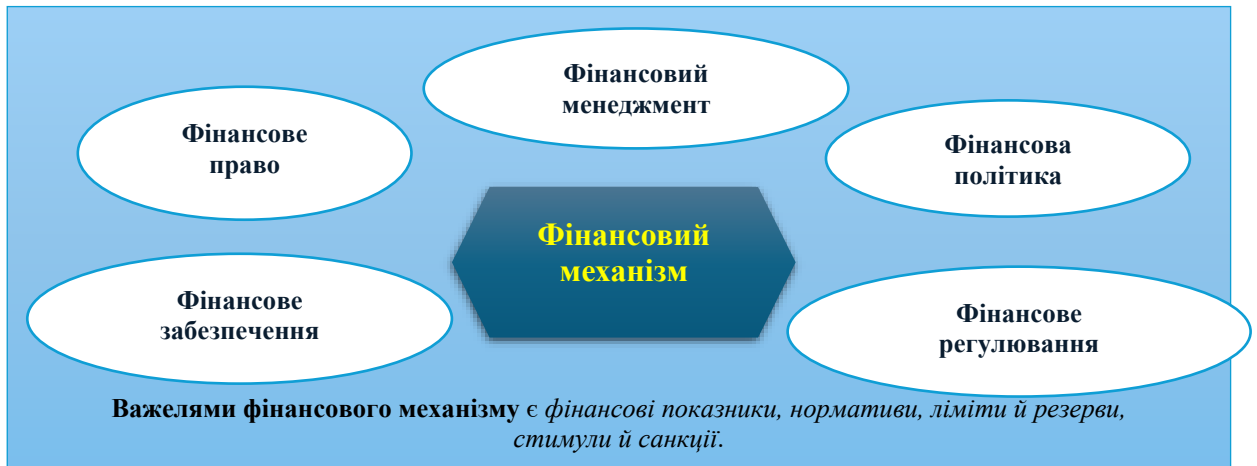 Фінансовий
менеджмент
Фінансове
право
Фінансова
політика
Фінансовий
механізм
Фінансове
забезпечення
Фінансове
регулювання
Важелями фінансового механізму є фінансові показники, нормативи, ліміти й резерви,
стимули й санкції.